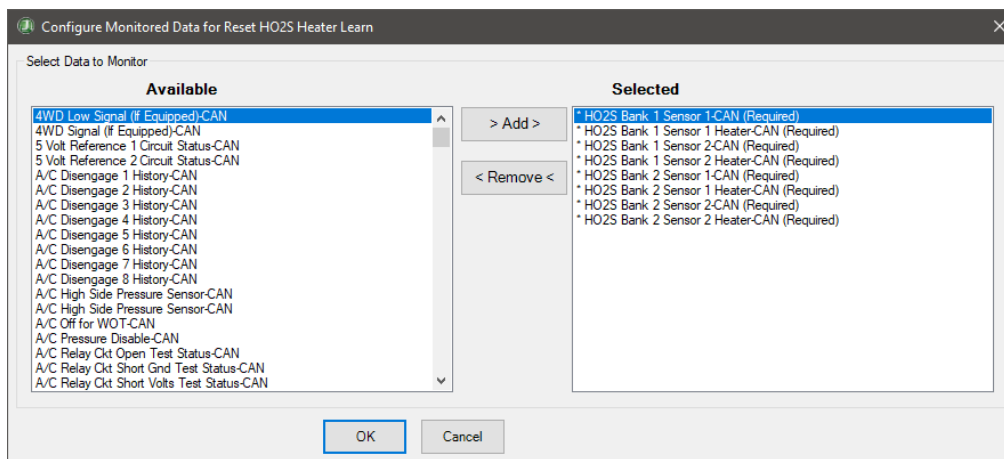 Configure Monitored Data for Reset HO2S Heater Learn
Select Data to Monitor
Available
4WD Low Signal (If Equipped)-CAN
4WD Signal (If Equipped)-CAN
5 Volt Reference 1 Circuit Status-CAN
5 Volt Reference 2 Circuit Status-CAN
A/C Disengage 1 History-CAN
A/C Disengage 2 History-CAN
A/C Disengage 3 History-CAN
A/C Disengage 4 History-CAN
A/C Disengage 5 History-CAN
A/C Disengage 6 History-CAN
A/C Disengage 7 History-CAN
A/C Disengage 8 History-CAN
A/C High Side Pressure Sensor-CAN
A/C High Side Pressure Sensor-CAN
A/C Off for WOT-CAN
A/C Pressure Disable-CAN
A/C Relay Ckt Open Test Status-CAN
A/C Relay Ckt Short Gnd Test Status-CAN
A/C Relay Ckt Short Volts Test Status-CAN
> Add >
< Remove <
Selected
* HO2S Bank 1 Sensor 1-CAN (Required)
* HO2S Bank 1 Sensor 1 Heater-CAN (Required)
* HO2S Bank 1 Sensor 2-CAN (Required)
* HO2S Bank 1 Sensor 2 Heater-CAN (Required)
* HO2S Bank 2 Sensor 1-CAN (Required)
* HO2S Bank 2 Sensor 1 Heater-CAN (Required)
* HO2S Bank 2 Sensor 2-CAN (Required)
* HO2S Bank 2 Sensor 2 Heater-CAN (Required)
OK
Cancel